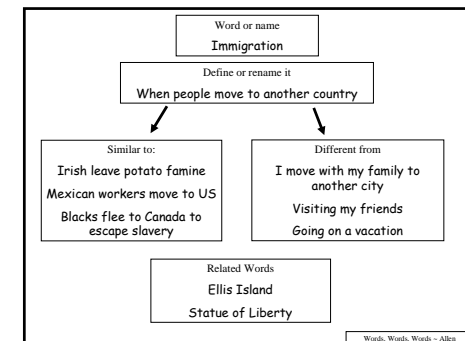 Word or name
Immigration
Define or rename it
When people move to another country
Similar to:
Irish leave potato famine
Mexican workers move to US
Blacks flee to Canada to
escape slavery
Different from
I move with my family to
another city
Visiting my friends
Going on a vacation
Related Words
Ellis Island
Statue of Liberty
Words, Words, Words ~ Allen